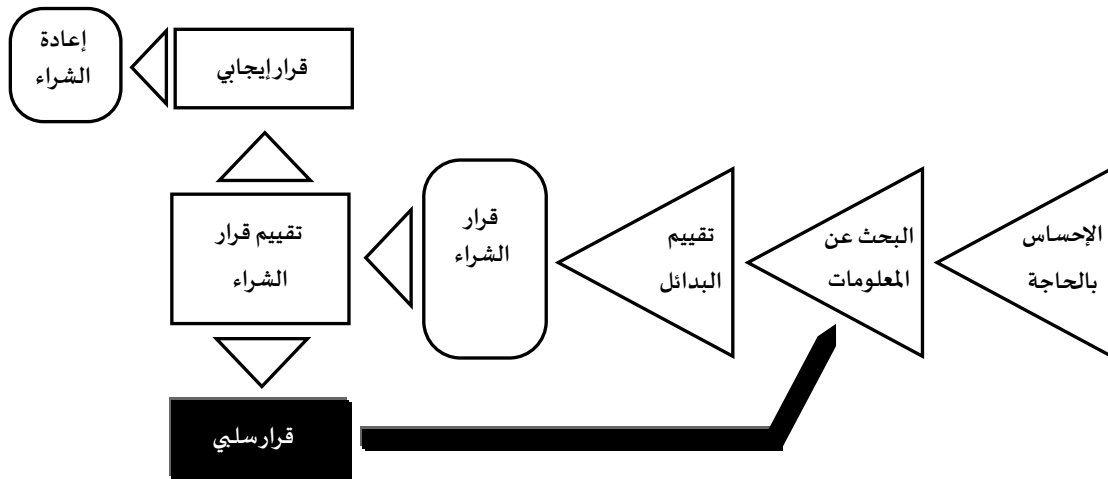 الإحساس
بالحاجة
البحث عن
المعلومات
تقييم
البدائل
قرار
الشراء
تقييم قرار
الشراء
قرار إيجابي
إعادة
الشراء
قرار سلبي